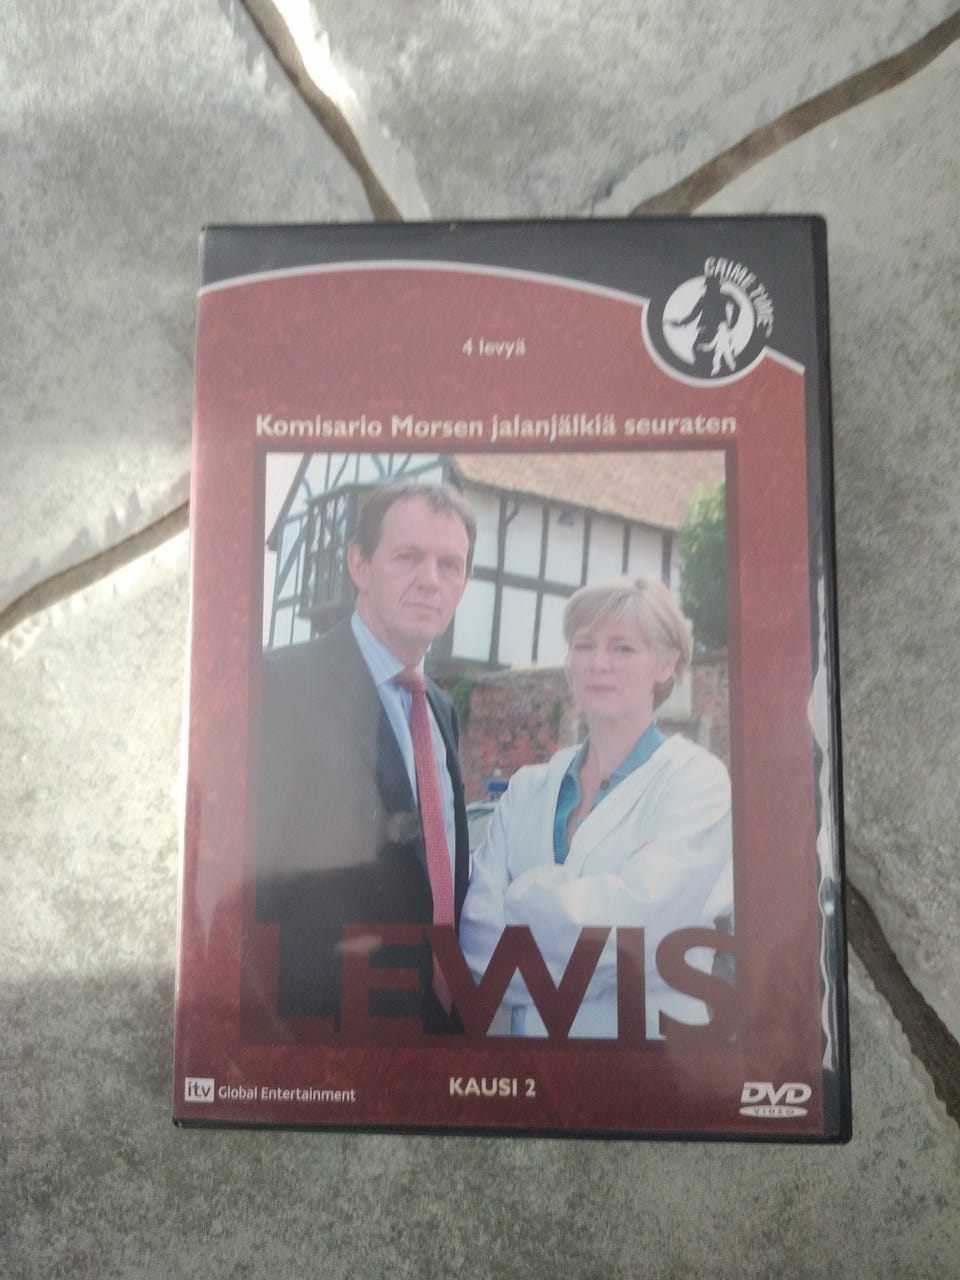 CRIME TIME
4 levyä
Komisario Morsen jalanjälkiä seuraten
LEWIS
itv Global Entertainment
KAUSI 2
DVD
VIDEO